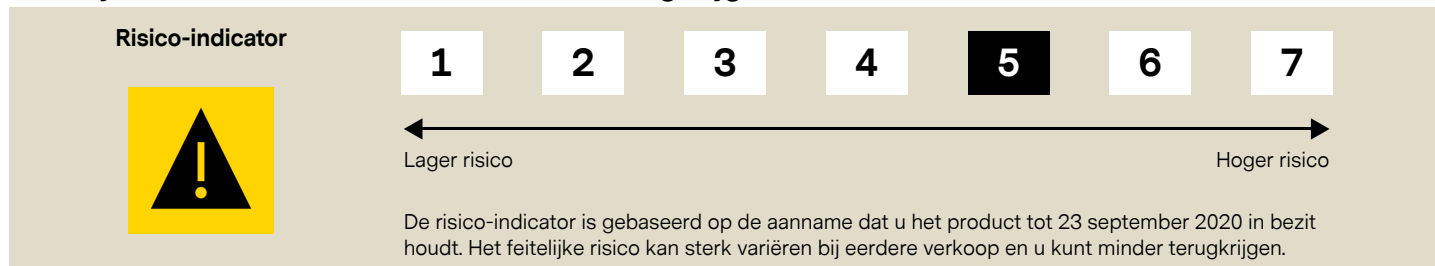 Risico-indicator
1 2 3 4 5 6 7
Lager risico Hoger risico
De risico-indicator is gebaseerd op de aanname dat u het product tot 23 september 2020 in bezit
houdt. Het feitelijke risico kan sterk variëren bij eerdere verkoop en u kunt minder terugkrijgen.